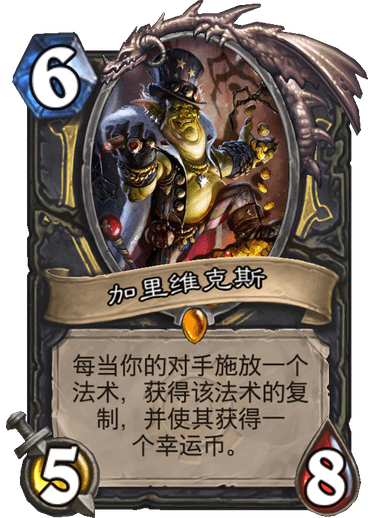 6
加里维克斯
每当你的对手施放一个
法术，获得该法术的复
制，并使其获得一
个幸运币。
5
8